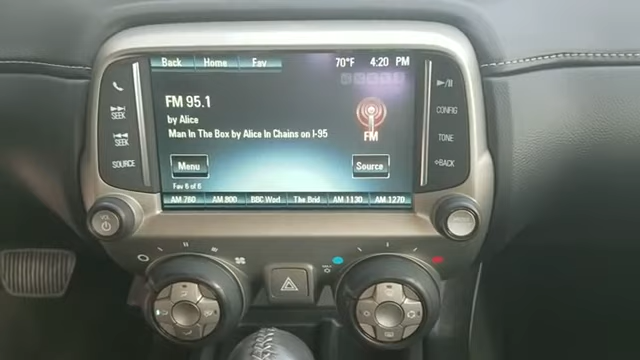 Back Home Fav 70°F 4:20 PM
FM 95.1
by Alice
Man In The Box by Alice In Chains on I-95
FM
Menu
Source
Fav 6 of 6
AM 760 AM 800 BBC Wod The Brid AM 1130 AM 1270
SEEK
SEEK
SOURCE
CONFIG
TONE
BACK